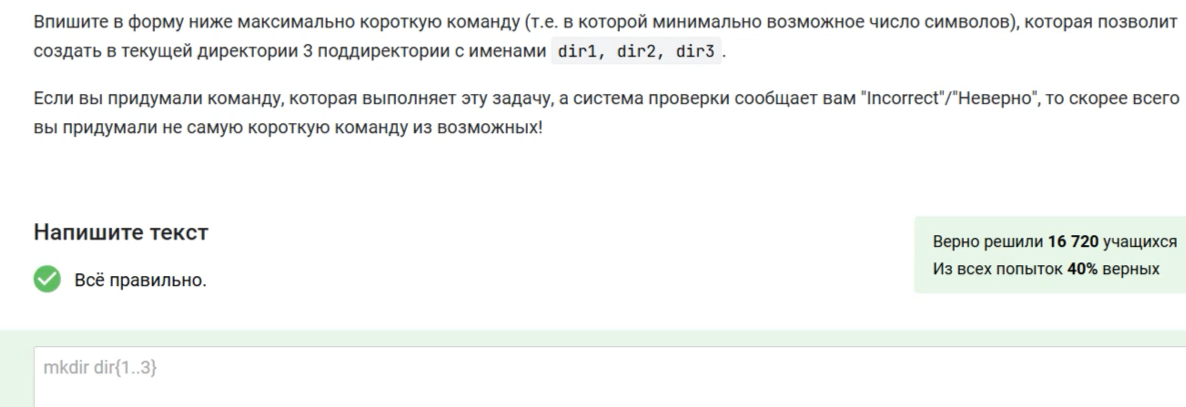 Впишите в форму ниже максимально короткую команду (т.е. в которой минимально возможное число символов), которая позволит
создать в текущей директории 3 поддиректории с именами dir1, dir2, dir3 .
Если вы придумали команду, которая выполняет эту задачу, а система проверки сообщает вам "Incorrect"/"Неверно", то скорее всего
вы придумали не самую короткую команду из возможных!
Напишите текст
Всё правильно.
Верно решили 16 720 учащихся
Из всех попыток 40% верных
mkdir dir{1..3}